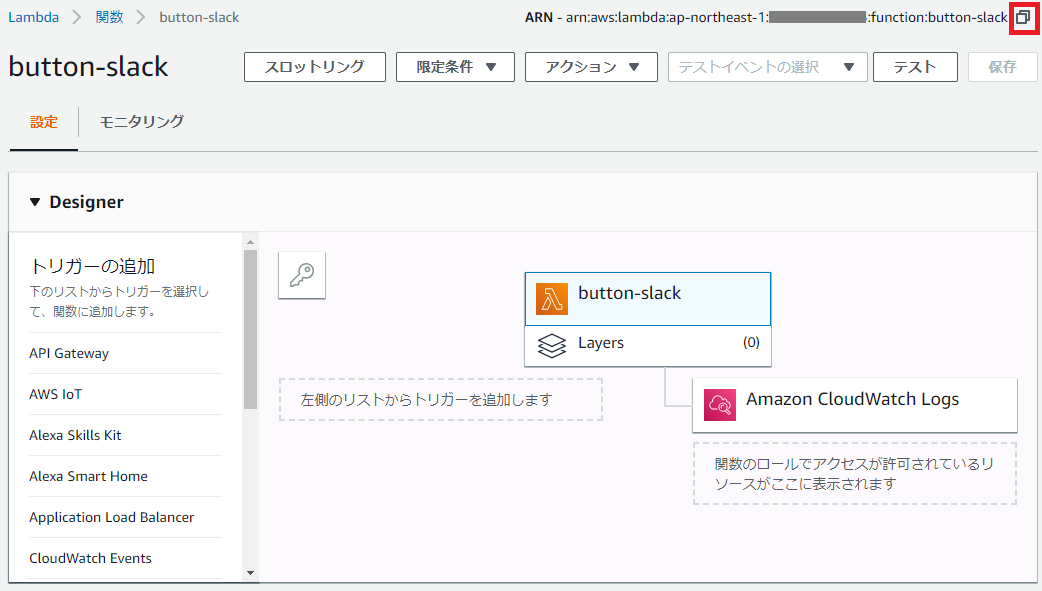 Lambda > 関数 > button-slack
ARN - arn:aws:lambda:ap-northeast-1: :function:button-slack
button-slack
スロットリング
限定条件 ▼
アクション ▼
テストイベントの選択 ▼
テスト
保存
設定
モニタリング
▼ Designer
トリガーの追加
下のリストからトリガーを選択し
て、関数に追加します。
API Gateway
AWS IoT
Alexa Skills Kit
Alexa Smart Home
Application Load Balancer
CloudWatch Events
button-slack
Layers (0)
左側のリストからトリガーを追加します
Amazon CloudWatch Logs
関数のロールでアクセスが許可されているリ
ソースがここに表示されます